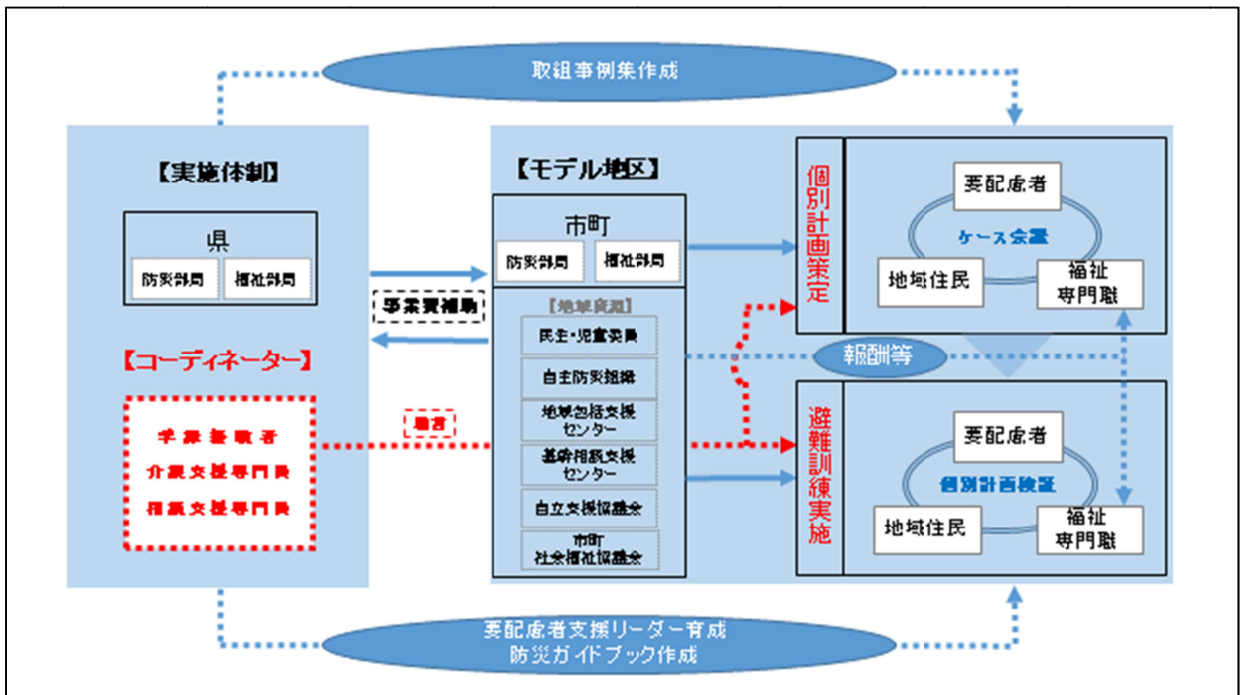 取組事例集作成
【実施体制】
県
防災部局
福祉部局
【コーディネーター】
学識経験者
介護支援専門員
相談支援専門員
事業費補助
助言
【モデル地区】
市町
防災部局
福祉部局
【地域資源】
民生・児童委員
自主防災組織
地域包括支援
センター
基幹相談支援
センター
自立支援協議会
市町
社会福祉協議会
個別計画策定
要配慮者
ケース会議
地域住民
福祉
専門職
報酬等
避難訓練実施
要配慮者
個別計画検証
地域住民
福祉
専門職
要配慮者支援リーダー育成
防災ガイドブック作成